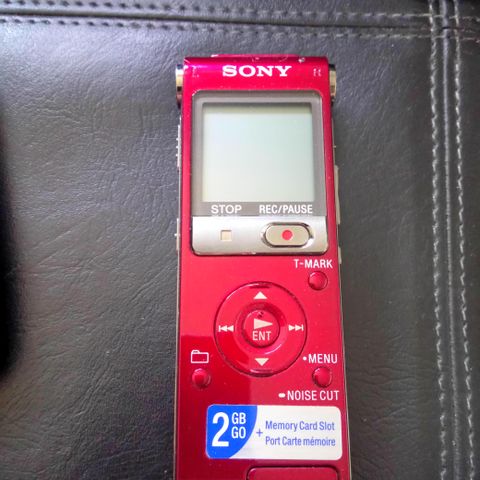 SONY
STOP REC/PAUSE
T-MARK
ENT
•MENU
NOISE CUT
2 GB
GO
+ Memory Card Slot
Port Carte mémoire